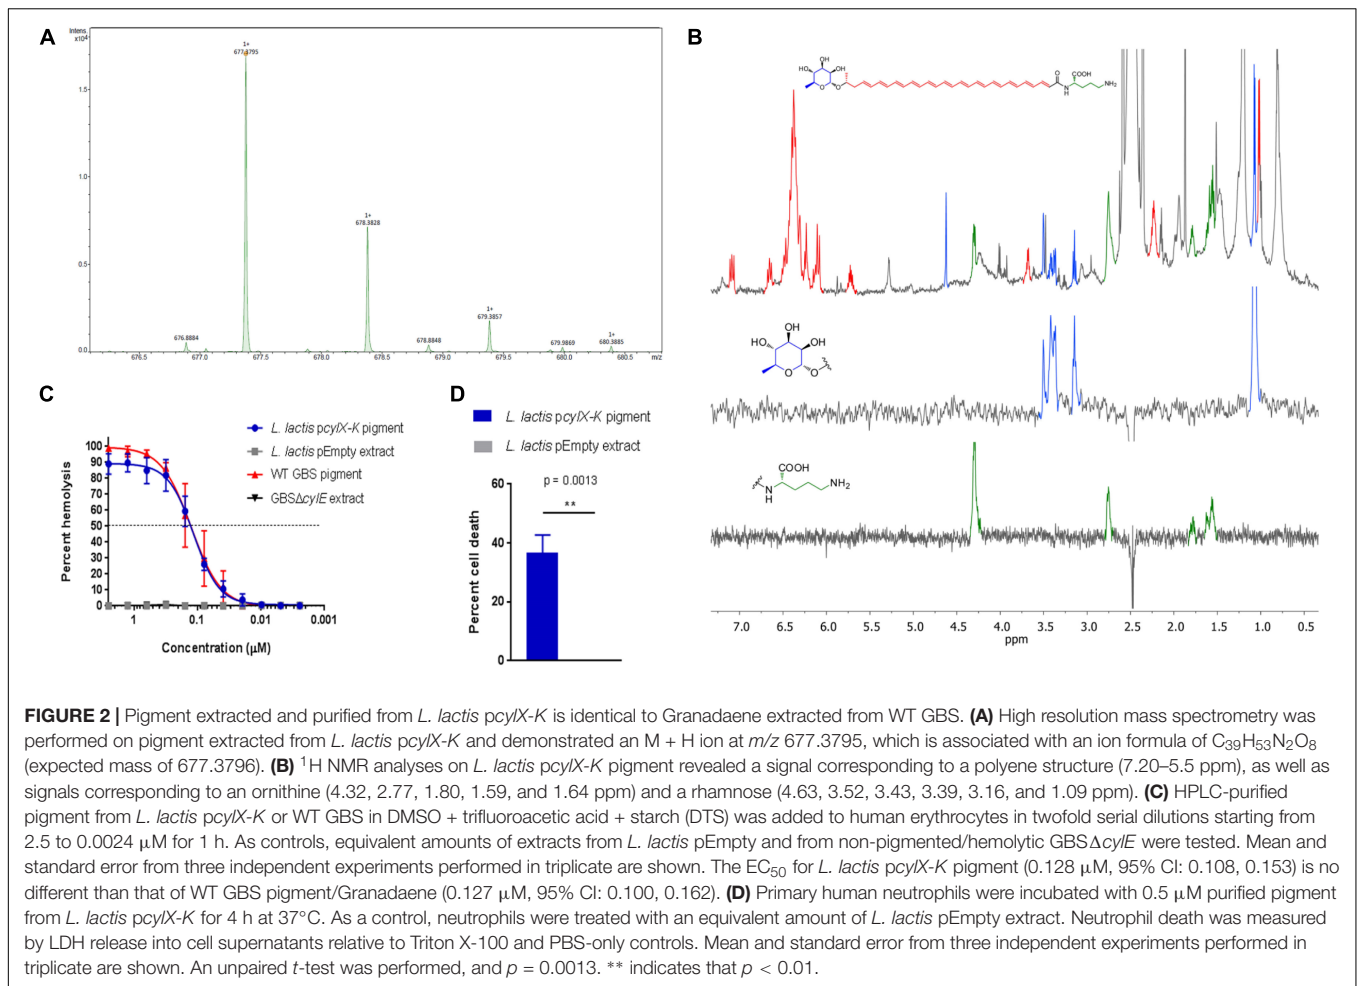 A
Intens.
x10⁴
1.5
1.0
0.5
0.0
1+
677.3795
1+
678.3828
1+
679.3857
1+
680.3885
676.8884
678.8848
679.9869
676.5
677.0
677.5
678.0
678.5
679.0
679.5
680.0
680.5
m/z
B
OH
HO
OH
O
O
O
N
H
COOH
NH₂
OH
HO
OH
O
O
COOH
N
H
NH₂
7.0
6.5
6.0
5.5
5.0
4.5
4.0
3.5
3.0
2.5
2.0
1.5
1.0
0.5
ppm
C
L. lactis pcylX-K pigment
L. lactis pEmpty extract
WT GBS pigment
GBSΔcylE extract
Percent hemolysis
100
90
80
70
60
50
40
30
20
10
0
1
0.1
0.01
0.001
Concentration (µM)
D
L. lactis pcylX-K pigment
L. lactis pEmpty extract
p = 0.0013
**
Percent cell death
60
40
20
0
FIGURE 2 | Pigment extracted and purified from L. lactis pcylX-K is identical to Granadaene extracted from WT GBS. (A) High resolution mass spectrometry was
performed on pigment extracted from L. lactis pcylX-K and demonstrated an M + H ion at m/z 677.3795, which is associated with an ion formula of C₃₉H₅₃N₂O₈
(expected mass of 677.3796). (B) ¹H NMR analyses on L. lactis pcylX-K pigment revealed a signal corresponding to a polyene structure (7.20–5.5 ppm), as well as
signals corresponding to an ornithine (4.32, 2.77, 1.80, 1.59, and 1.64 ppm) and a rhamnose (4.63, 3.52, 3.43, 3.39, 3.16, and 1.09 ppm). (C) HPLC-purified
pigment from L. lactis pcylX-K or WT GBS in DMSO + trifluoroacetic acid + starch (DTS) was added to human erythrocytes in twofold serial dilutions starting from
2.5 to 0.0024 µM for 1 h. As controls, equivalent amounts of extracts from L. lactis pEmpty and from non-pigmented/hemolytic GBSΔcylE were tested. Mean and
standard error from three independent experiments performed in triplicate are shown. The EC₅₀ for L. lactis pcylX-K pigment (0.128 µM, 95% CI: 0.108, 0.153) is no
different than that of WT GBS pigment/Granadaene (0.127 µM, 95% CI: 0.100, 0.162). (D) Primary human neutrophils were incubated with 0.5 µM purified pigment
from L. lactis pcylX-K for 4 h at 37°C. As a control, neutrophils were treated with an equivalent amount of L. lactis pEmpty extract. Neutrophil death was measured
by LDH release into cell supernatants relative to Triton X-100 and PBS-only controls. Mean and standard error from three independent experiments performed in
triplicate are shown. An unpaired t-test was performed, and p = 0.0013. ** indicates that p < 0.01.